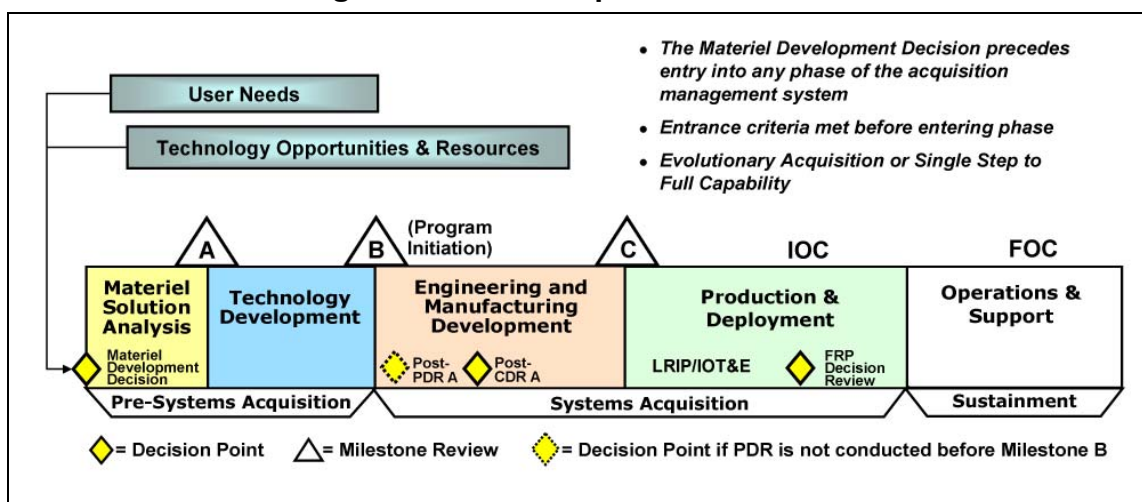 • The Materiel Development Decision precedes
entry into any phase of the acquisition
management system
• Entrance criteria met before entering phase
• Evolutionary Acquisition or Single Step to
Full Capability
User Needs
Technology Opportunities & Resources
A
B
(Program
Initiation)
C
IOC
FOC
Materiel
Solution
Analysis
Materiel
Development
Decision
Technology
Development
Engineering and
Manufacturing
Development
Post-
PDR A
Post-
CDR A
Production &
Deployment
LRIP/IOT&E
FRP
Decision
Review
Operations &
Support
Pre-Systems Acquisition
Systems Acquisition
Sustainment
= Decision Point
= Milestone Review
= Decision Point if PDR is not conducted before Milestone B